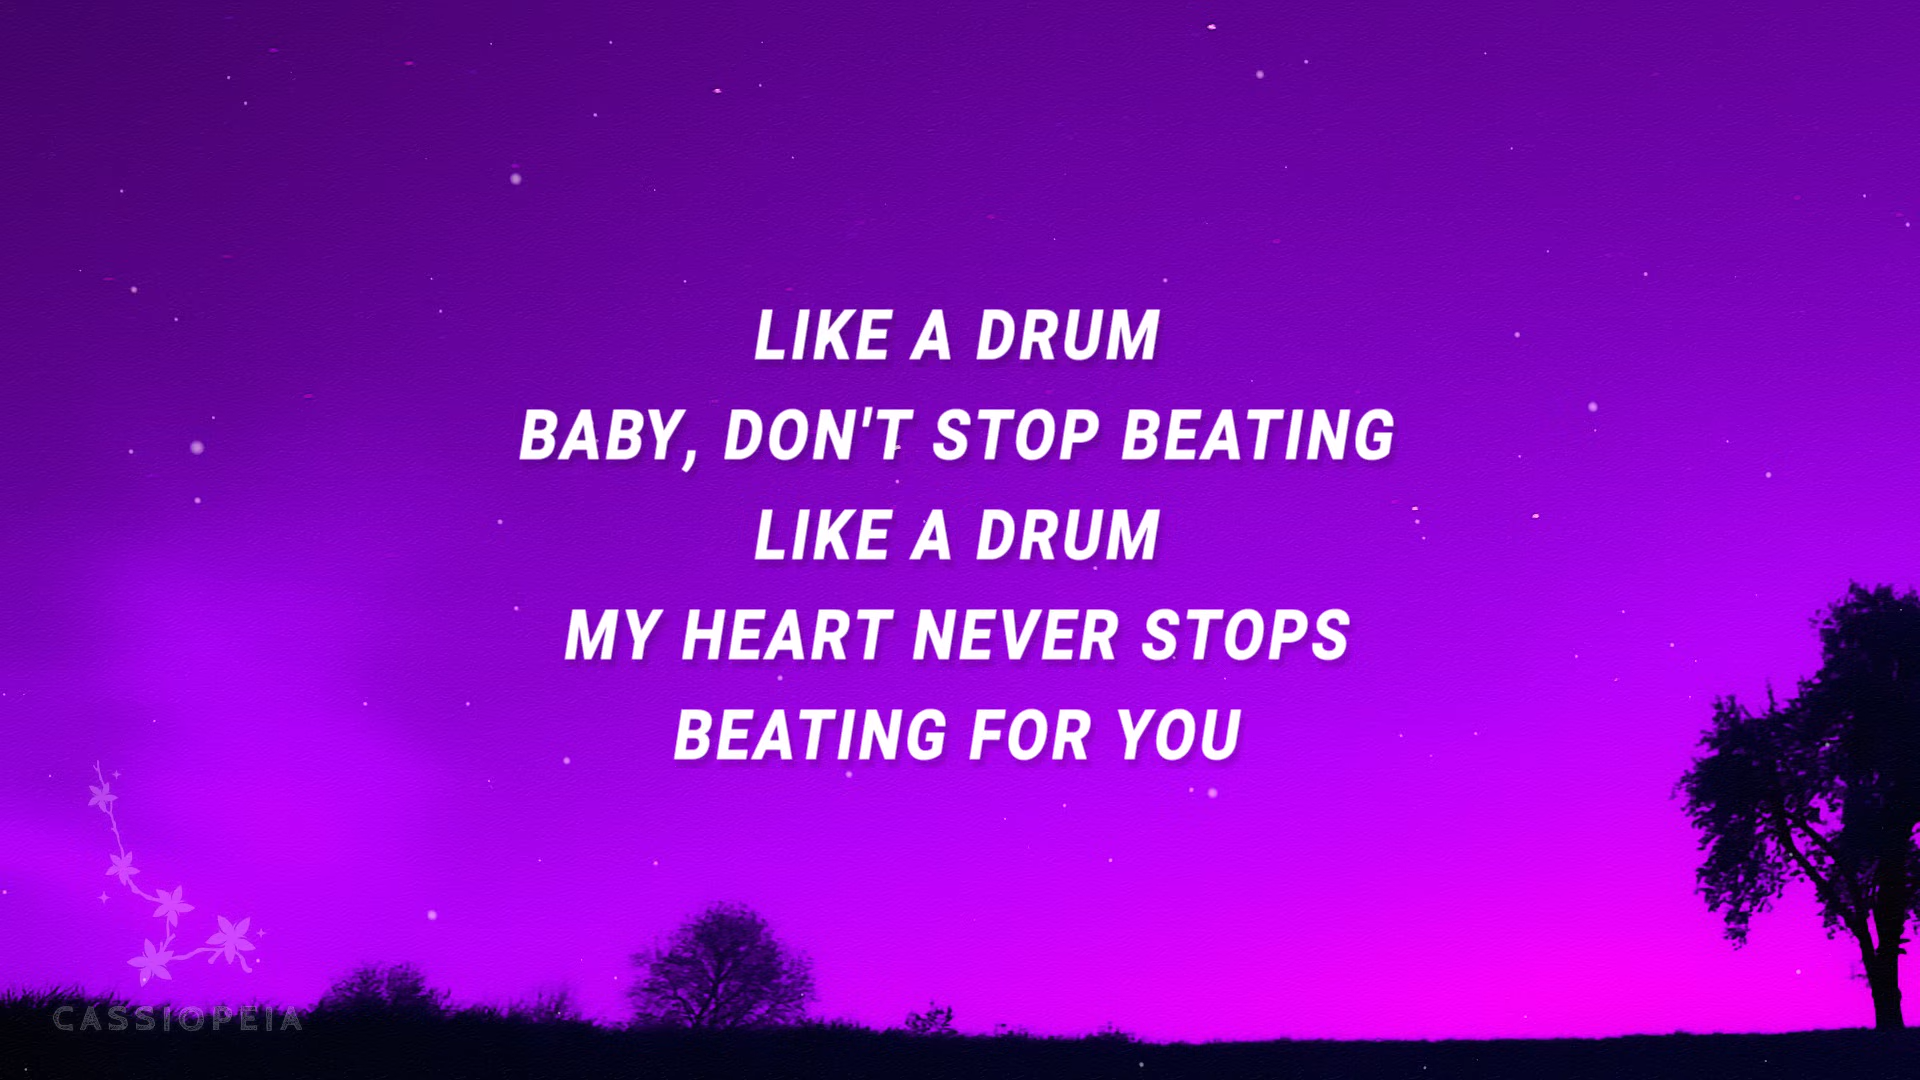 LIKE A DRUM
BABY, DON'T STOP BEATING
LIKE A DRUM
MY HEART NEVER STOPS
BEATING FOR YOU
CASSIOPEIA